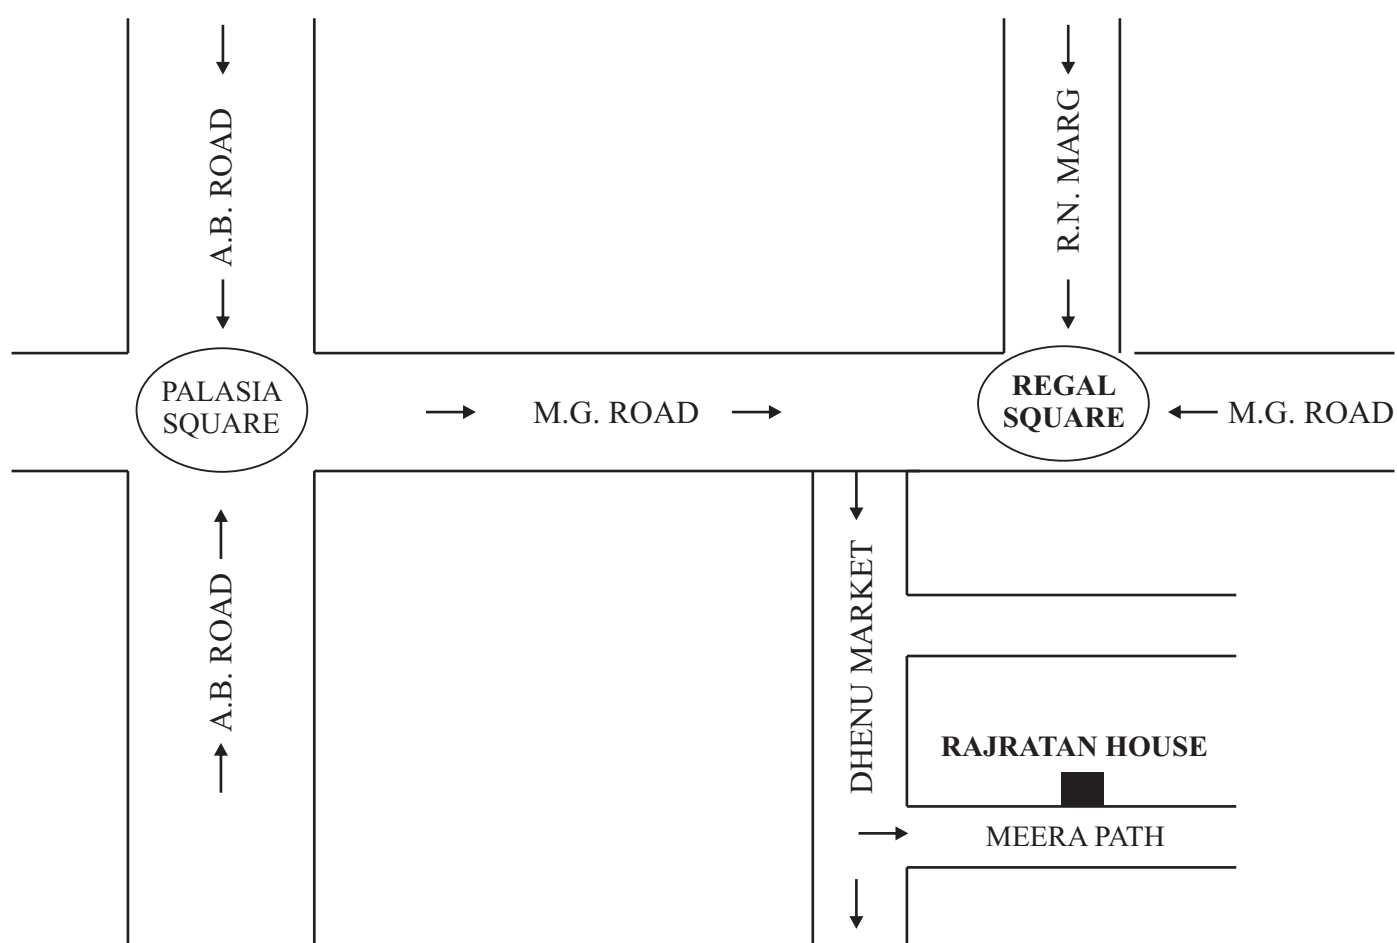 A.B. ROAD
R.N. MARG
PALASIA
SQUARE
M.G. ROAD
REGAL
SQUARE
M.G. ROAD
A.B. ROAD
DHENU MARKET
RAJRATAN HOUSE
MEERA PATH